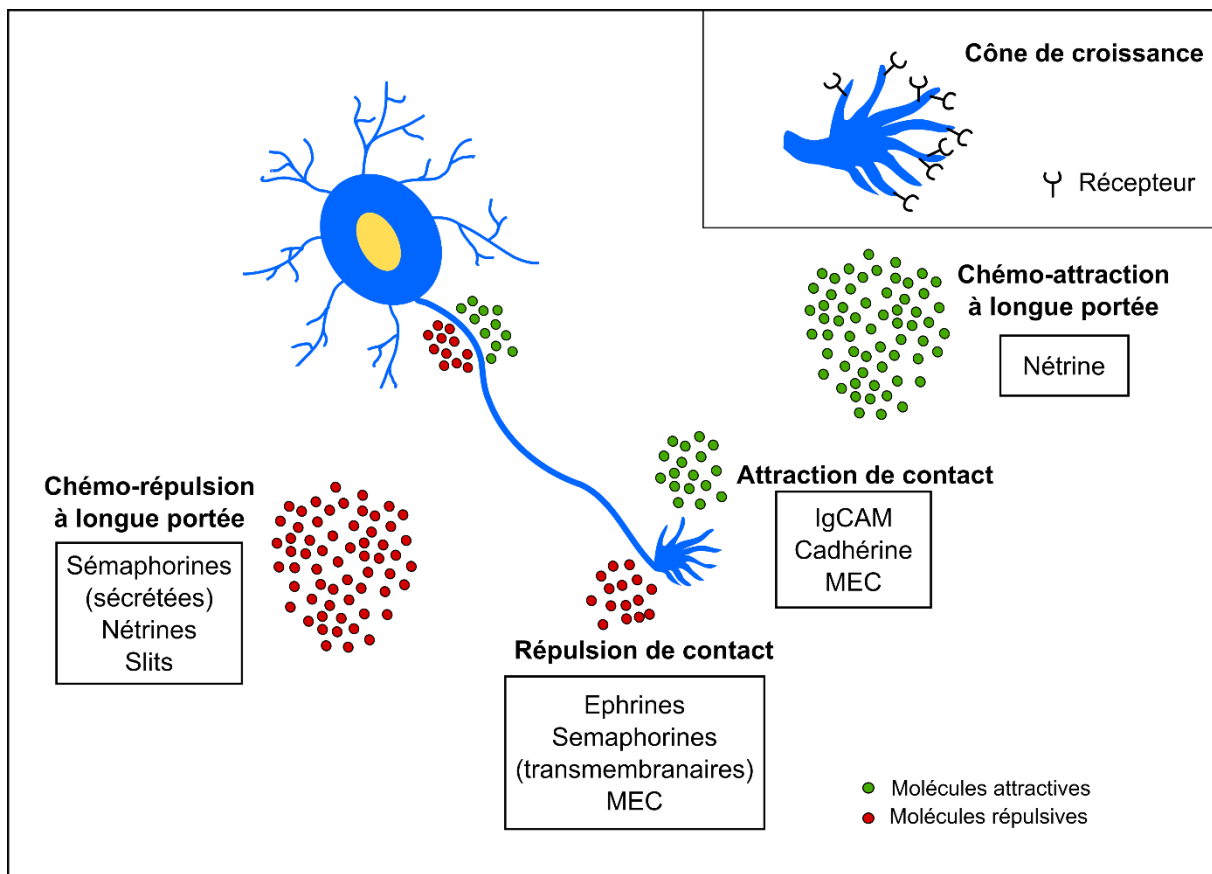 Cône de croissance
Récepteur
Chémo-attraction
à longue portée
Nétrine
Attraction de contact
IgCAM
Cadhérine
MEC
Chémo-répulsion
à longue portée
Sémaphorines
(sécrétées)
Nétrines
Slits
Répulsion de contact
Ephrines
Semaphorines
(transmembranaires)
MEC
Molécules attractives
Molécules répulsives